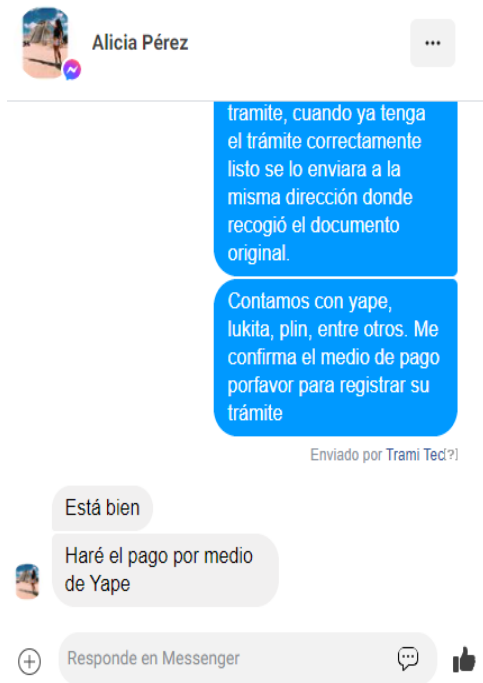 Alicia Pérez
tramite, cuando ya tenga
el trámite correctamente
listo se lo enviara a la
misma dirección donde
recogió el documento
original.
Contamos con yape,
lukita, plin, entre otros. Me
confirma el medio de pago
porfavor para registrar su
trámite
Enviado por Trami Tec[?]
Está bien
Haré el pago por medio
de Yape
Responde en Messenger